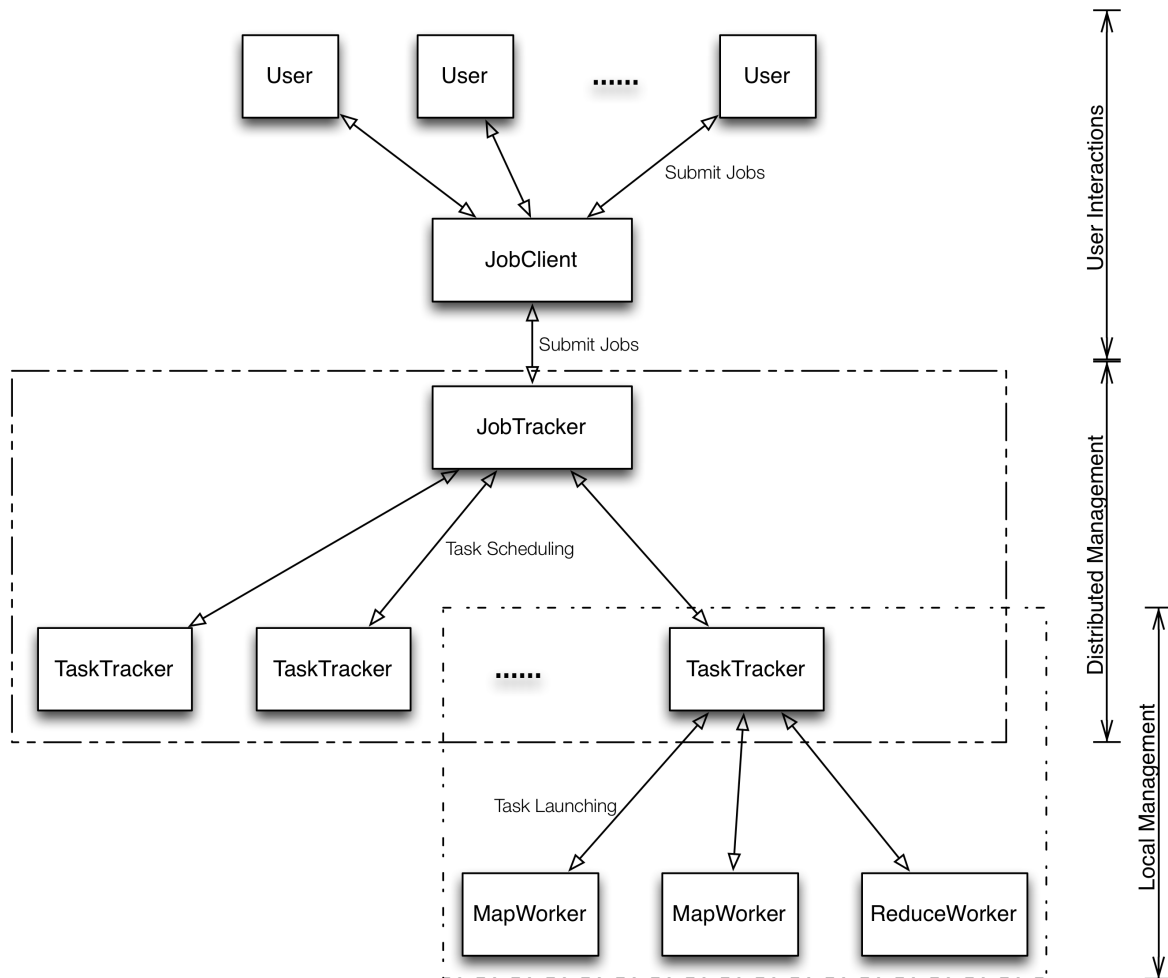 User
User
......
User
Submit Jobs
User Interactions
JobClient
Submit Jobs
JobTracker
Task Scheduling
Distributed Management
TaskTracker
TaskTracker
......
TaskTracker
Task Launching
Local Management
MapWorker
MapWorker
ReduceWorker